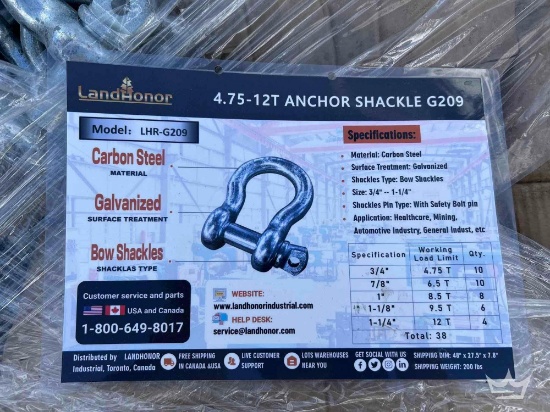 LANDHONOR
4.75-12T ANCHOR SHACKLE G209
Model: LHR-G209
Carbon Steel
MATERIAL
Galvanized
SURFACE TREATMENT
Bow Shackles
SHACKLAS TYPE
Customer service and parts
USA and Canada
1-800-649-8017
WEBSITE:
www.landhonorindustrial.com
HELP DESK:
service@landhonor.com
Specifications:
Material: Carbon Steel
Surface Treatment: Galvanized
Shackles Type: Bow Shackles
Size: 3/4" -- 1-1/4"
Shackles Pin Type: With Safety Bolt pin
Application: Healthcare, Mining,
Automotive Industry, General Indust, etc
Specification Working Load Limit Qty.
3/4" 4.75 T 10
7/8" 6.5 T 10
1" 8.5 T 8
1-1/8" 9.5 T 6
1-1/4" 12 T 4
Total: 38
Distributed by LANDHONOR
Industrial, Toronto, Canada
FREE SHIPPING
IN CANADA &USA
LIVE CUSTOMER
SUPPORT
LOTS WAREHOUSES
NEAR YOU
GET SOCIAL WITH US
SHIPPING DIM: 48" x 27.5" x 7.8"
SHIPPING WEIGHT: 200 lbs